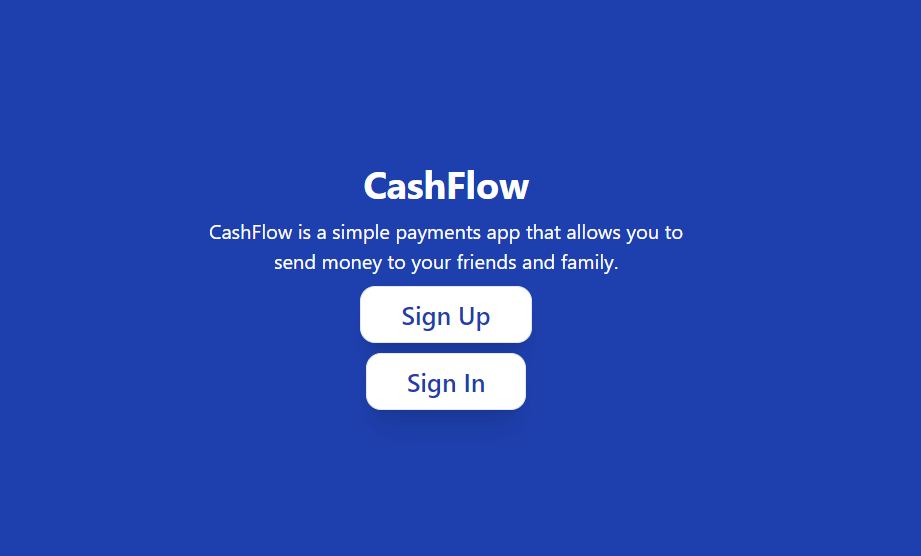 CashFlow
CashFlow is a simple payments app that allows you to
send money to your friends and family.
Sign Up
Sign In